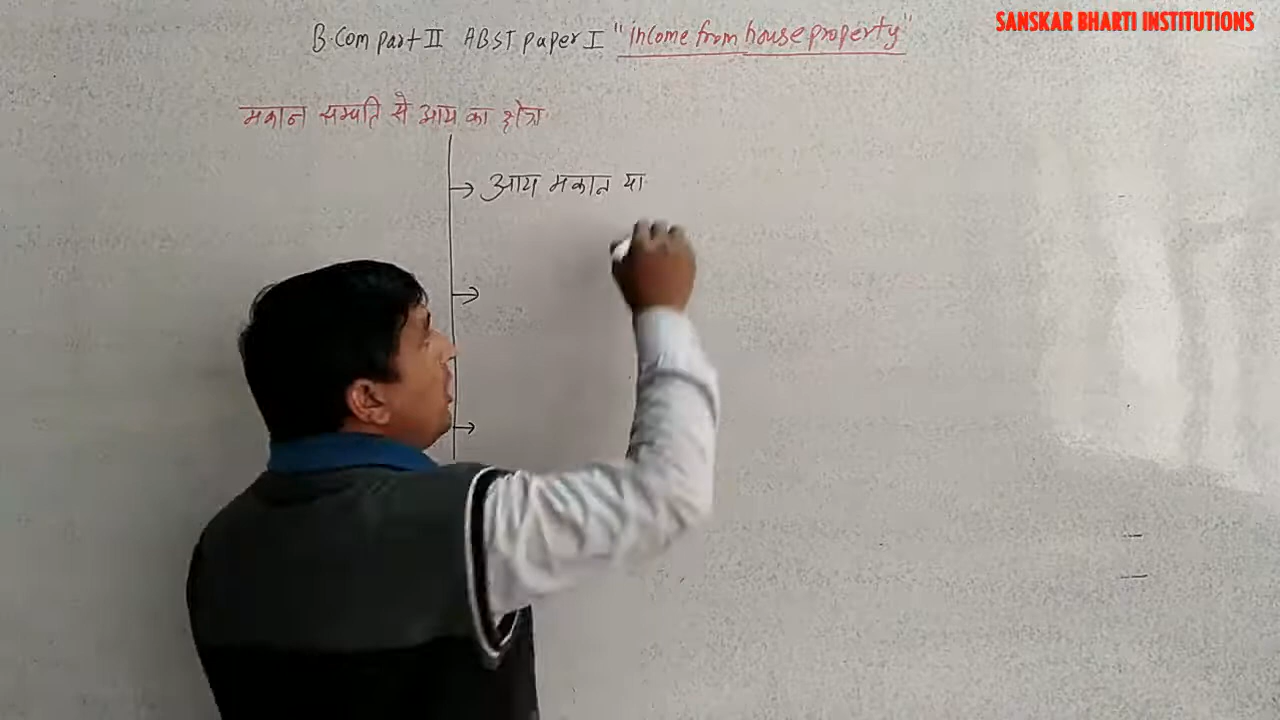 SANSKAR BHARTI INSTITUTIONS
B.Com part II ABST paper I "income from house property"
मकान सम्पति से आय का क्षेत्र
→ आय मकान या
→
→